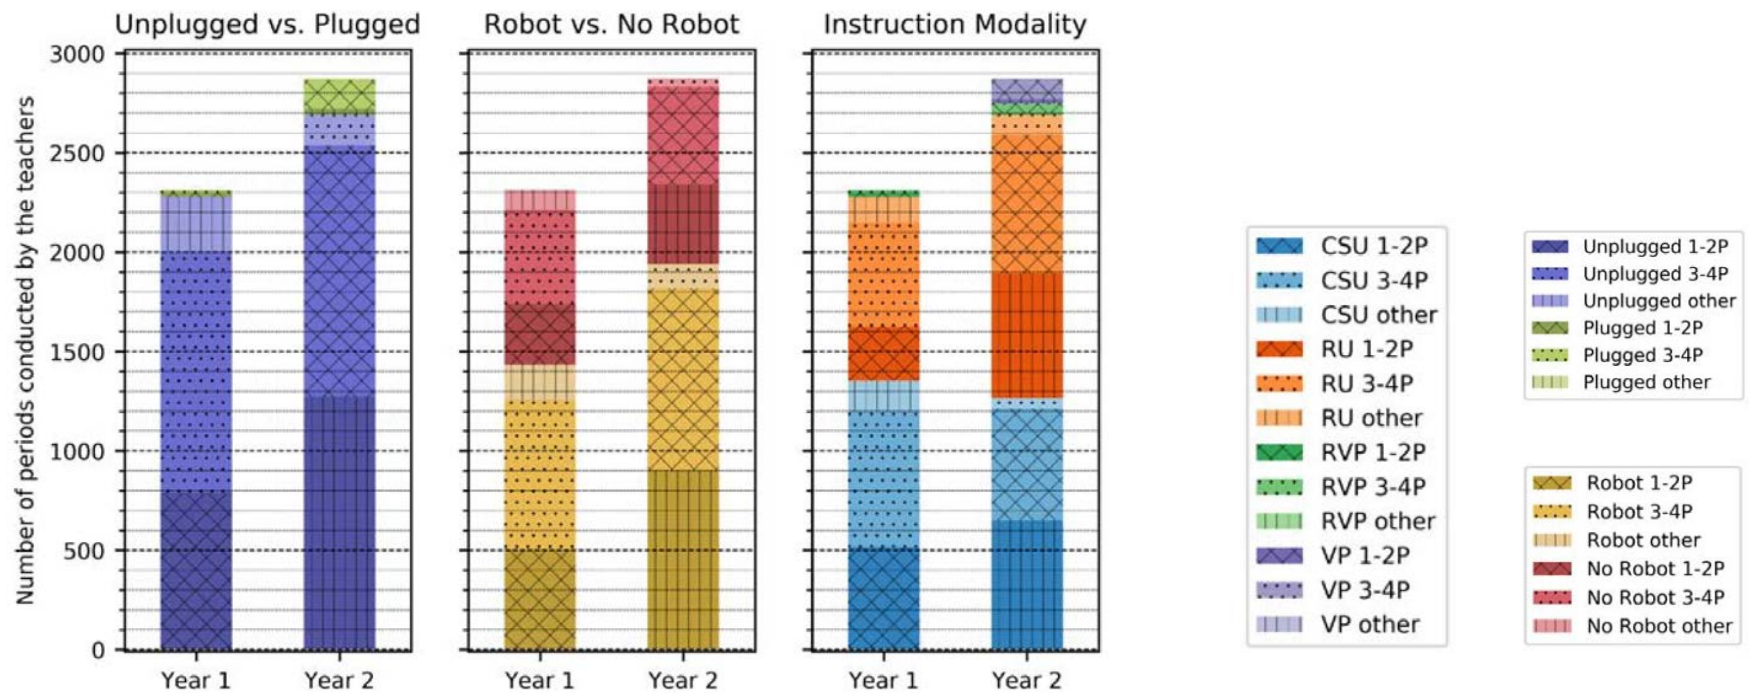 Unplugged vs. Plugged
Robot vs. No Robot
Instruction Modality
Number of periods conducted by the teachers
3000
2500
2000
1500
1000
500
0
Year 1
Year 2
Year 1
Year 2
Year 1
Year 2
CSU 1-2P
CSU 3-4P
CSU other
RU 1-2P
RU 3-4P
RU other
RVP 1-2P
RVP 3-4P
RVP other
VP 1-2P
VP 3-4P
VP other
Unplugged 1-2P
Unplugged 3-4P
Unplugged other
Plugged 1-2P
Plugged 3-4P
Plugged other
Robot 1-2P
Robot 3-4P
Robot other
No Robot 1-2P
No Robot 3-4P
No Robot other